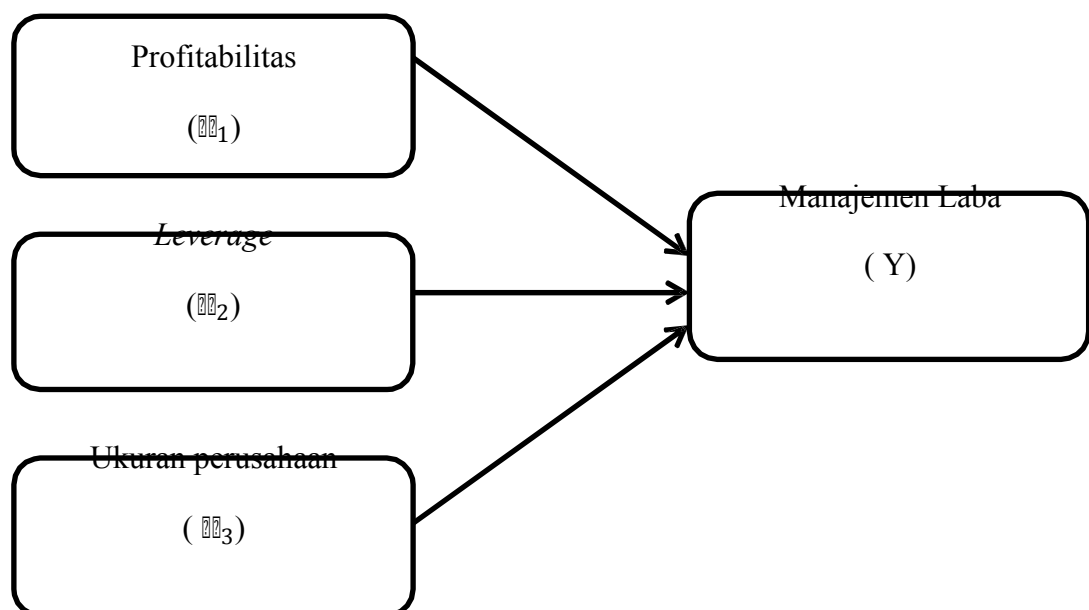 Profitabilitas
(₁)
Leverage
(₂)
Ukuran perusahaan
( ₃)
Manajemen Laba
( Y)